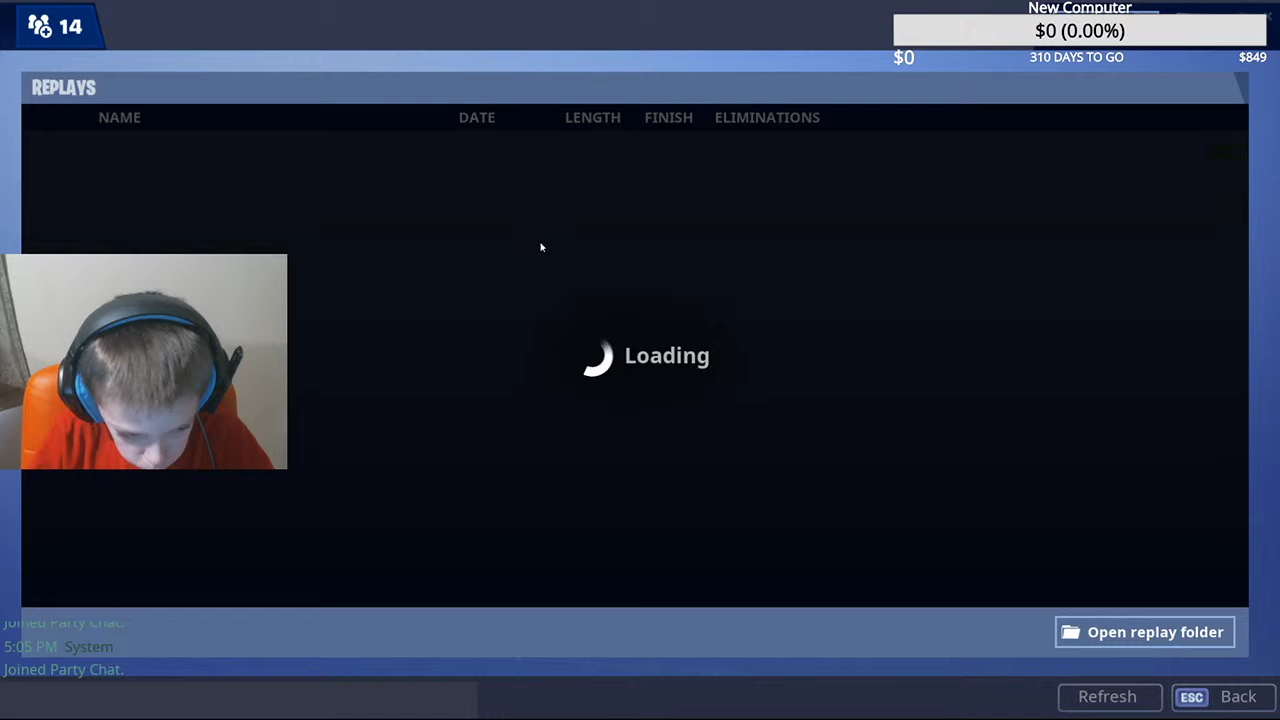 14
New Computer
$0 (0.00%)
$0 310 DAYS TO GO $849
REPLAYS
NAME DATE LENGTH FINISH ELIMINATIONS
Loading
Joined Party Chat.
5:05 PM System
Joined Party Chat.
Open replay folder
Refresh ESC Back